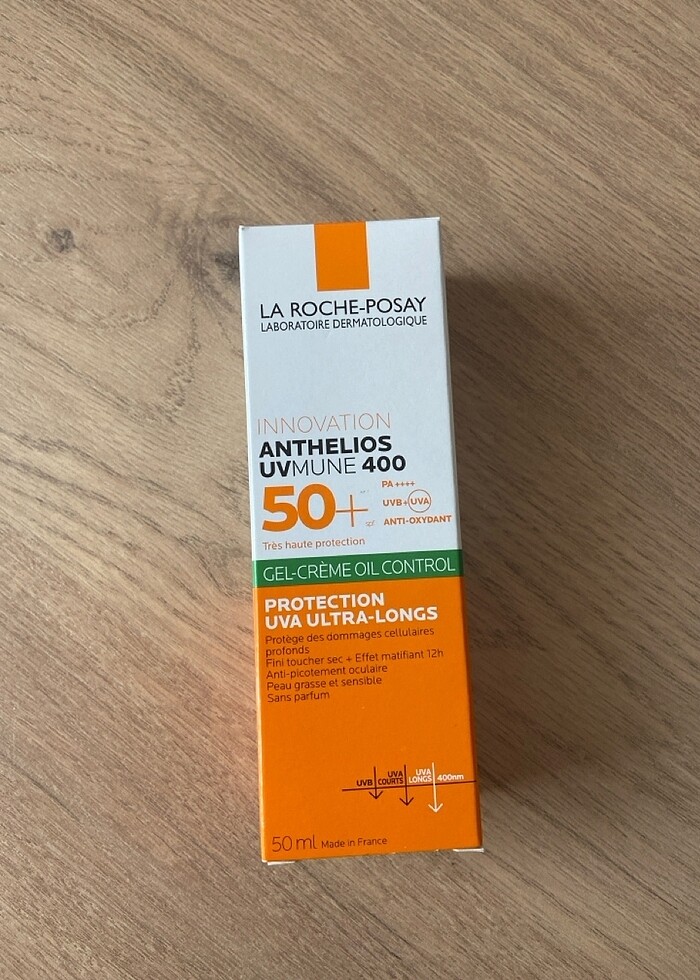 LA ROCHE-POSAY
LABORATOIRE DERMATOLOGIQUE
INNOVATION
ANTHELIOS
UVMUNE 400
50+
PA++++
UVB+UVA
ANTI-OXYDANT
Très haute protection
GEL-CRÈME OIL CONTROL
PROTECTION
UVA ULTRA-LONGS
Protège des dommages cellulaires
profonds
Fini toucher sec + Effet matifiant 12h
Anti-picotement oculaire
Peau grasse et sensible
Sans parfum
UVB
UVA
COURTS
UVA
LONGS
400nm
50 ml Made in France